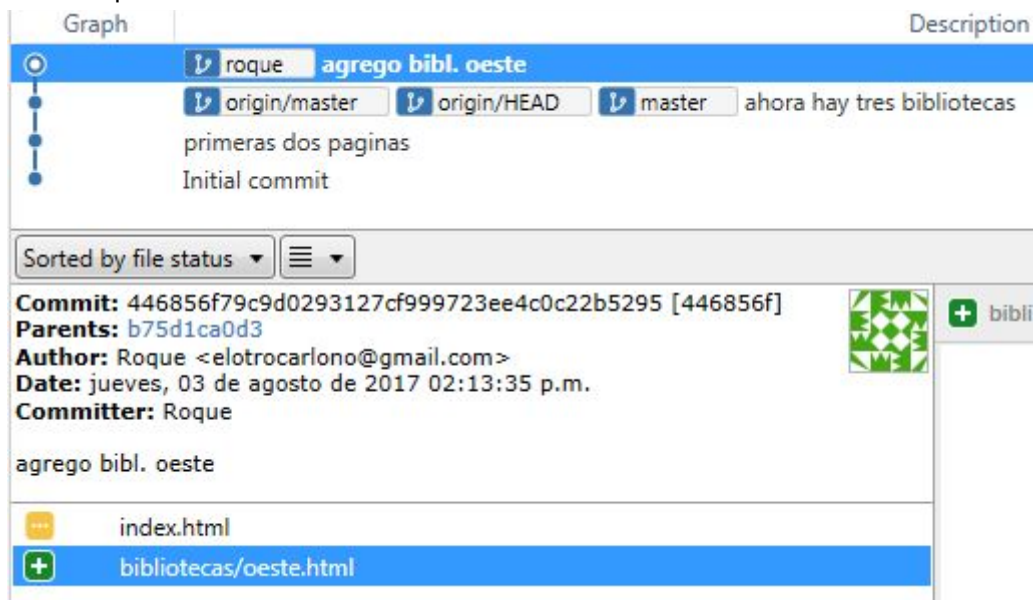 Graph Description
roque agrego bibl. oeste
origin/master origin/HEAD master ahora hay tres bibliotecas
primeras dos paginas
Initial commit
Sorted by file status
Commit: 446856f79c9d0293127cf999723ee4c0c22b5295 [446856f]
Parents: b75d1ca0d3
Author: Roque <elotrocarlono@gmail.com>
Date: jueves, 03 de agosto de 2017 02:13:35 p.m.
Committer: Roque
agrego bibl. oeste
bibli
index.html
bibliotecas/oeste.html